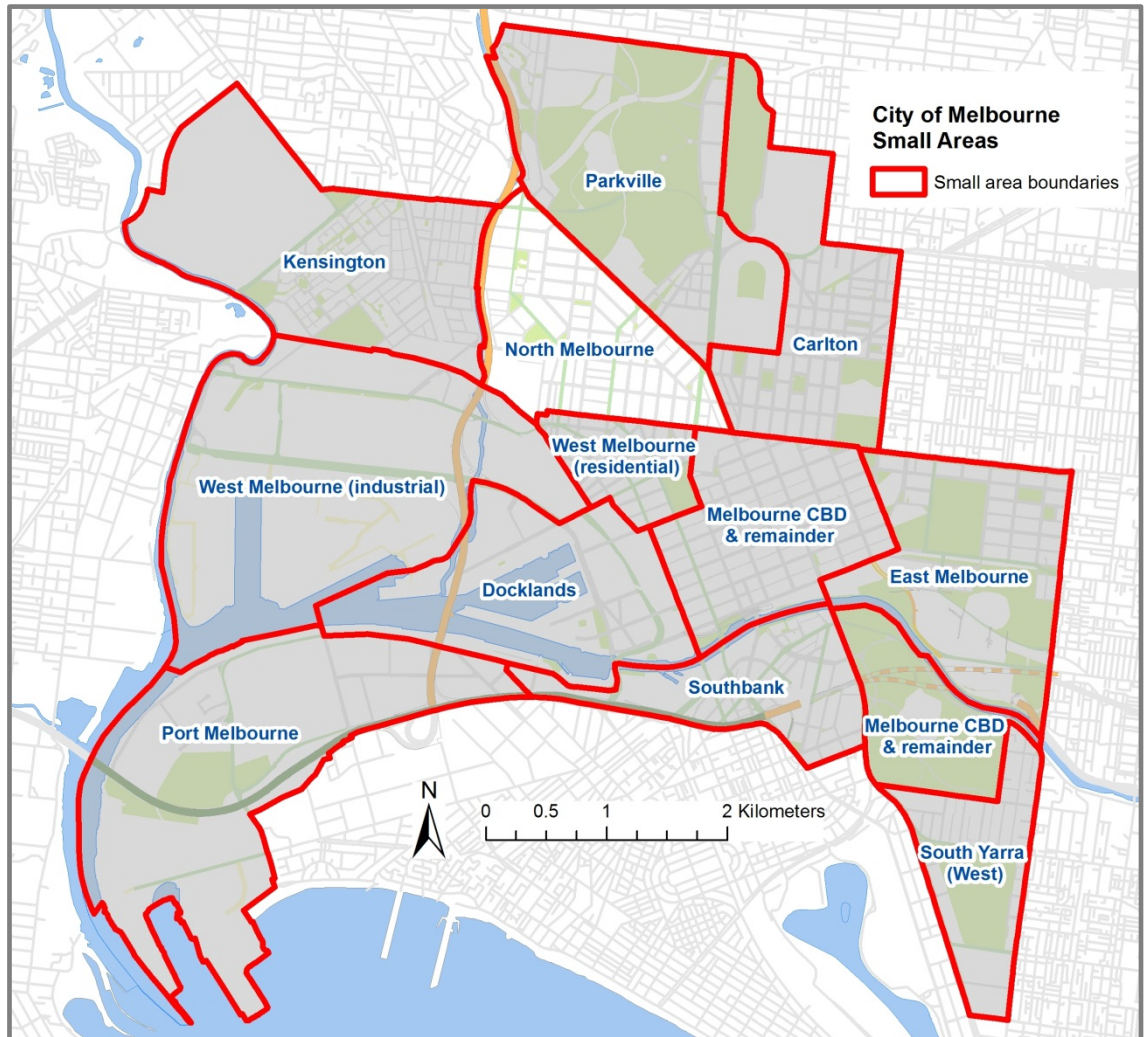 City of Melbourne
Small Areas
Small area boundaries
Parkville
Kensington
North Melbourne
Carlton
West Melbourne
(residential)
West Melbourne (industrial)
Melbourne CBD
& remainder
Docklands
East Melbourne
Southbank
Port Melbourne
Melbourne CBD
& remainder
N
0 0.5 1 2 Kilometers
South Yarra
(West)